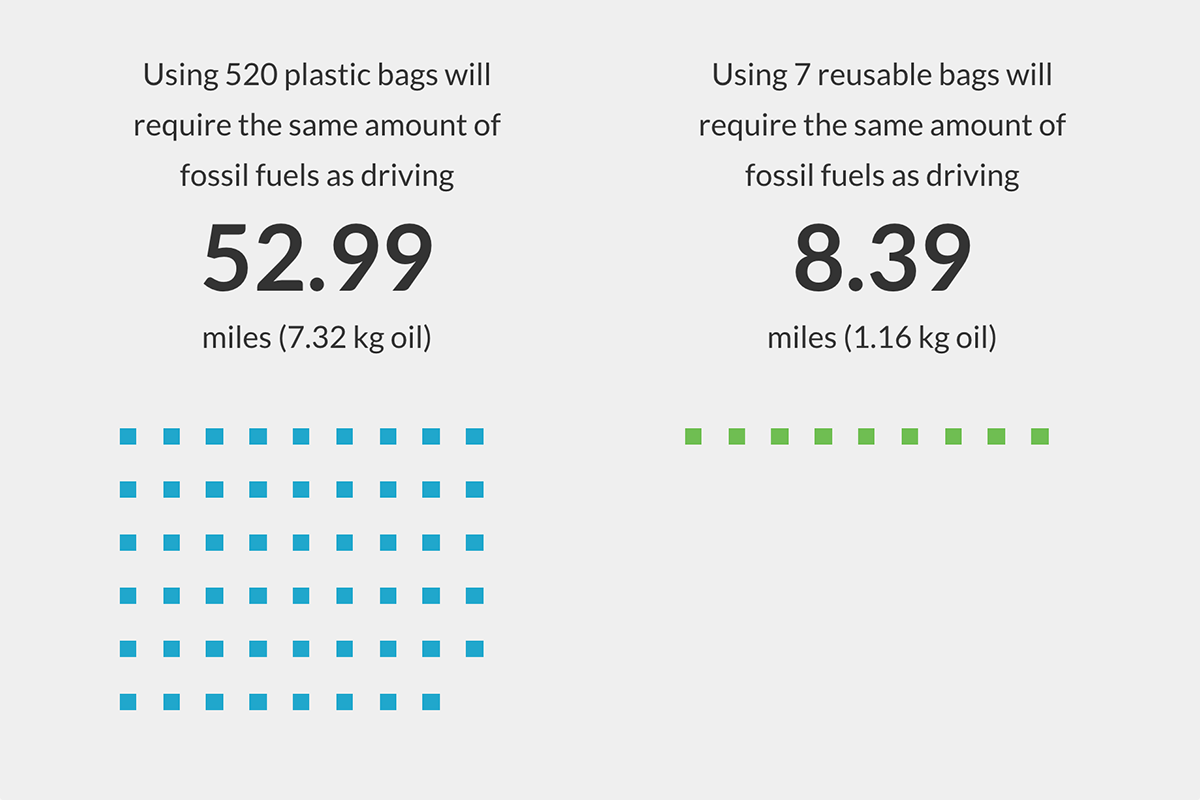 Using 520 plastic bags will
require the same amount of
fossil fuels as driving
52.99
miles (7.32 kg oil)
Using 7 reusable bags will
require the same amount of
fossil fuels as driving
8.39
miles (1.16 kg oil)